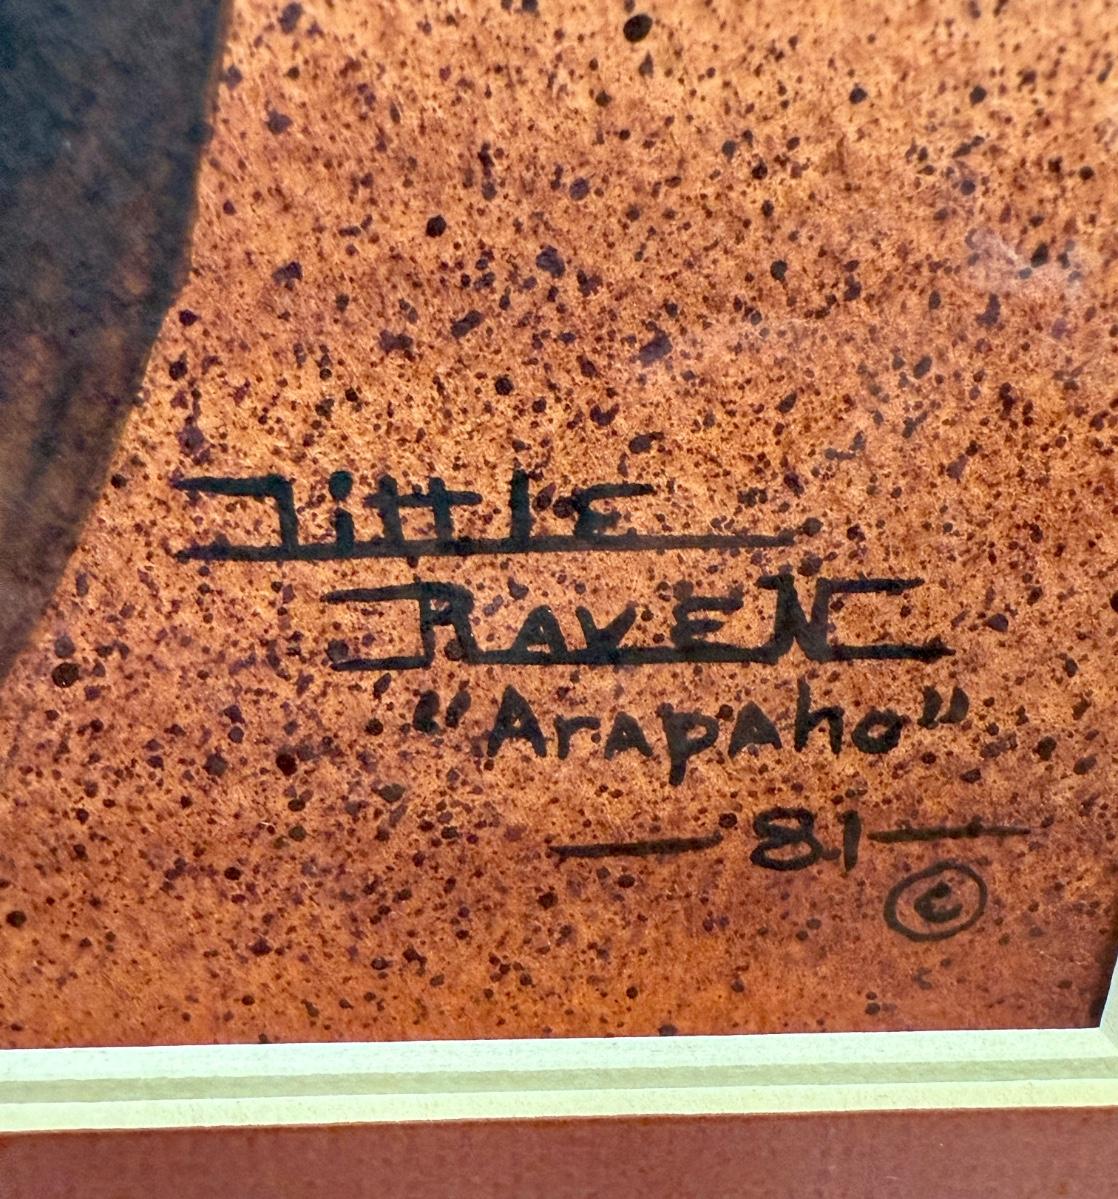 Little
RAVEN
"Arapaho"
— 81 —
©